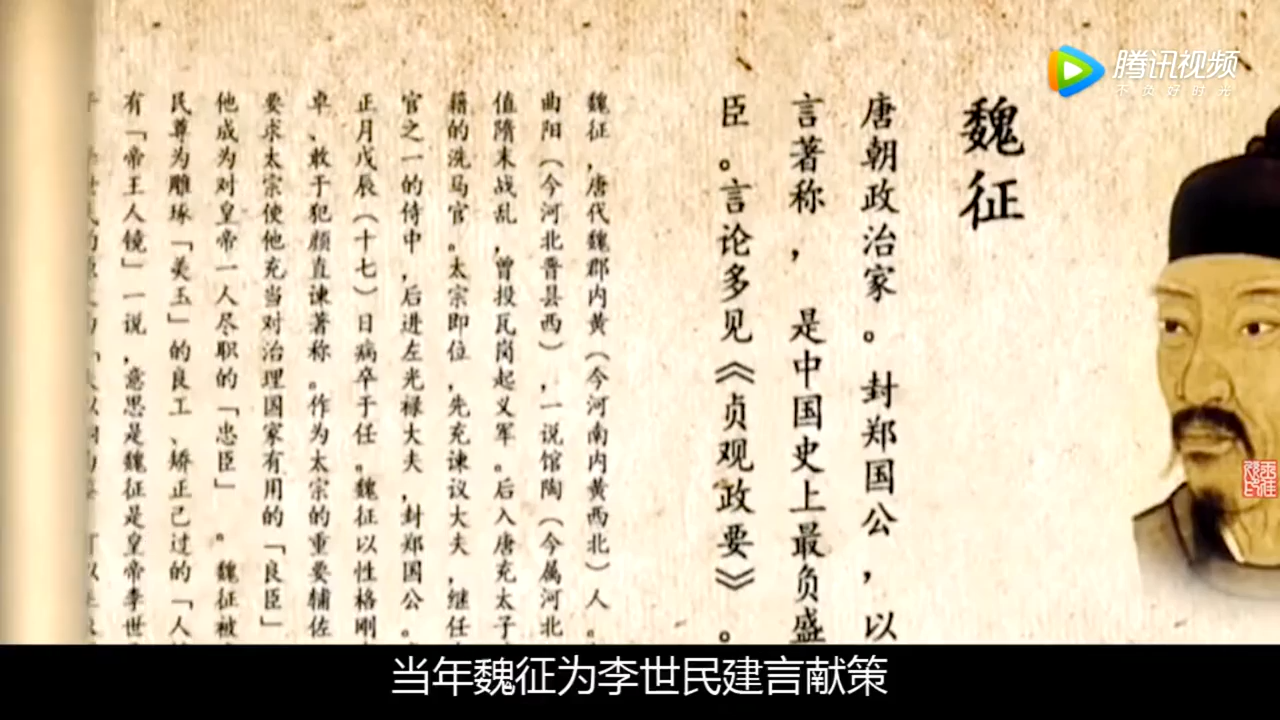 腾讯视频
不负好时光
魏征
唐朝政治家。封郑国公，以
言著称，是中国史上最负盛
臣。言论多见《贞观政要》。
魏征，唐代魏郡内黄（今河南内黄西北）人。
曲阳（今河北晋县西），一说馆陶（今属河北
值隋末战乱，曾投瓦岗起义军。后入唐充太子
籍的洗马官。太宗即位，先充谏议大夫，继任
官之一的侍中，后进左光禄大夫，封郑国公。
正月戊辰（十七）日病卒于任。魏征以性格刚
卓、敢于犯颜直谏著称。作为太宗的重要辅佐
要求太宗使他充当对治理国家有用的「良臣」
他成为对皇帝一人尽职的「忠臣」。魏征被
民尊为雕琢「美玉」的良工、矫正己过的「人
有「帝王人镜」一说，意思是魏征是皇帝李世
当年魏征为李世民建言献策